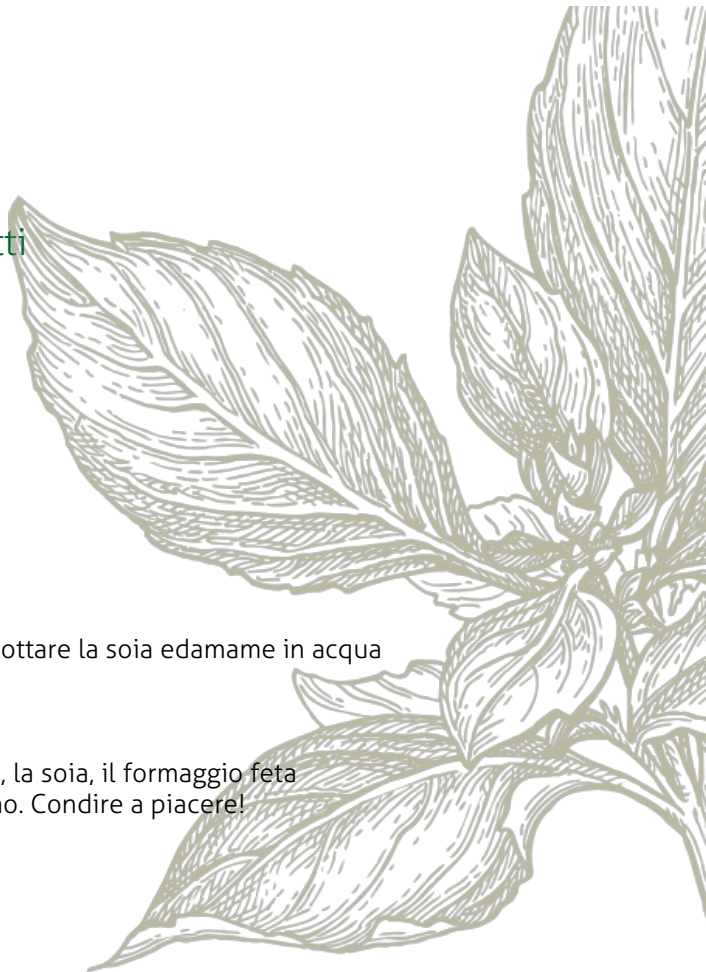 tti
ottare la soia edamame in acqua
, la soia, il formaggio feta
no. Condire a piacere!